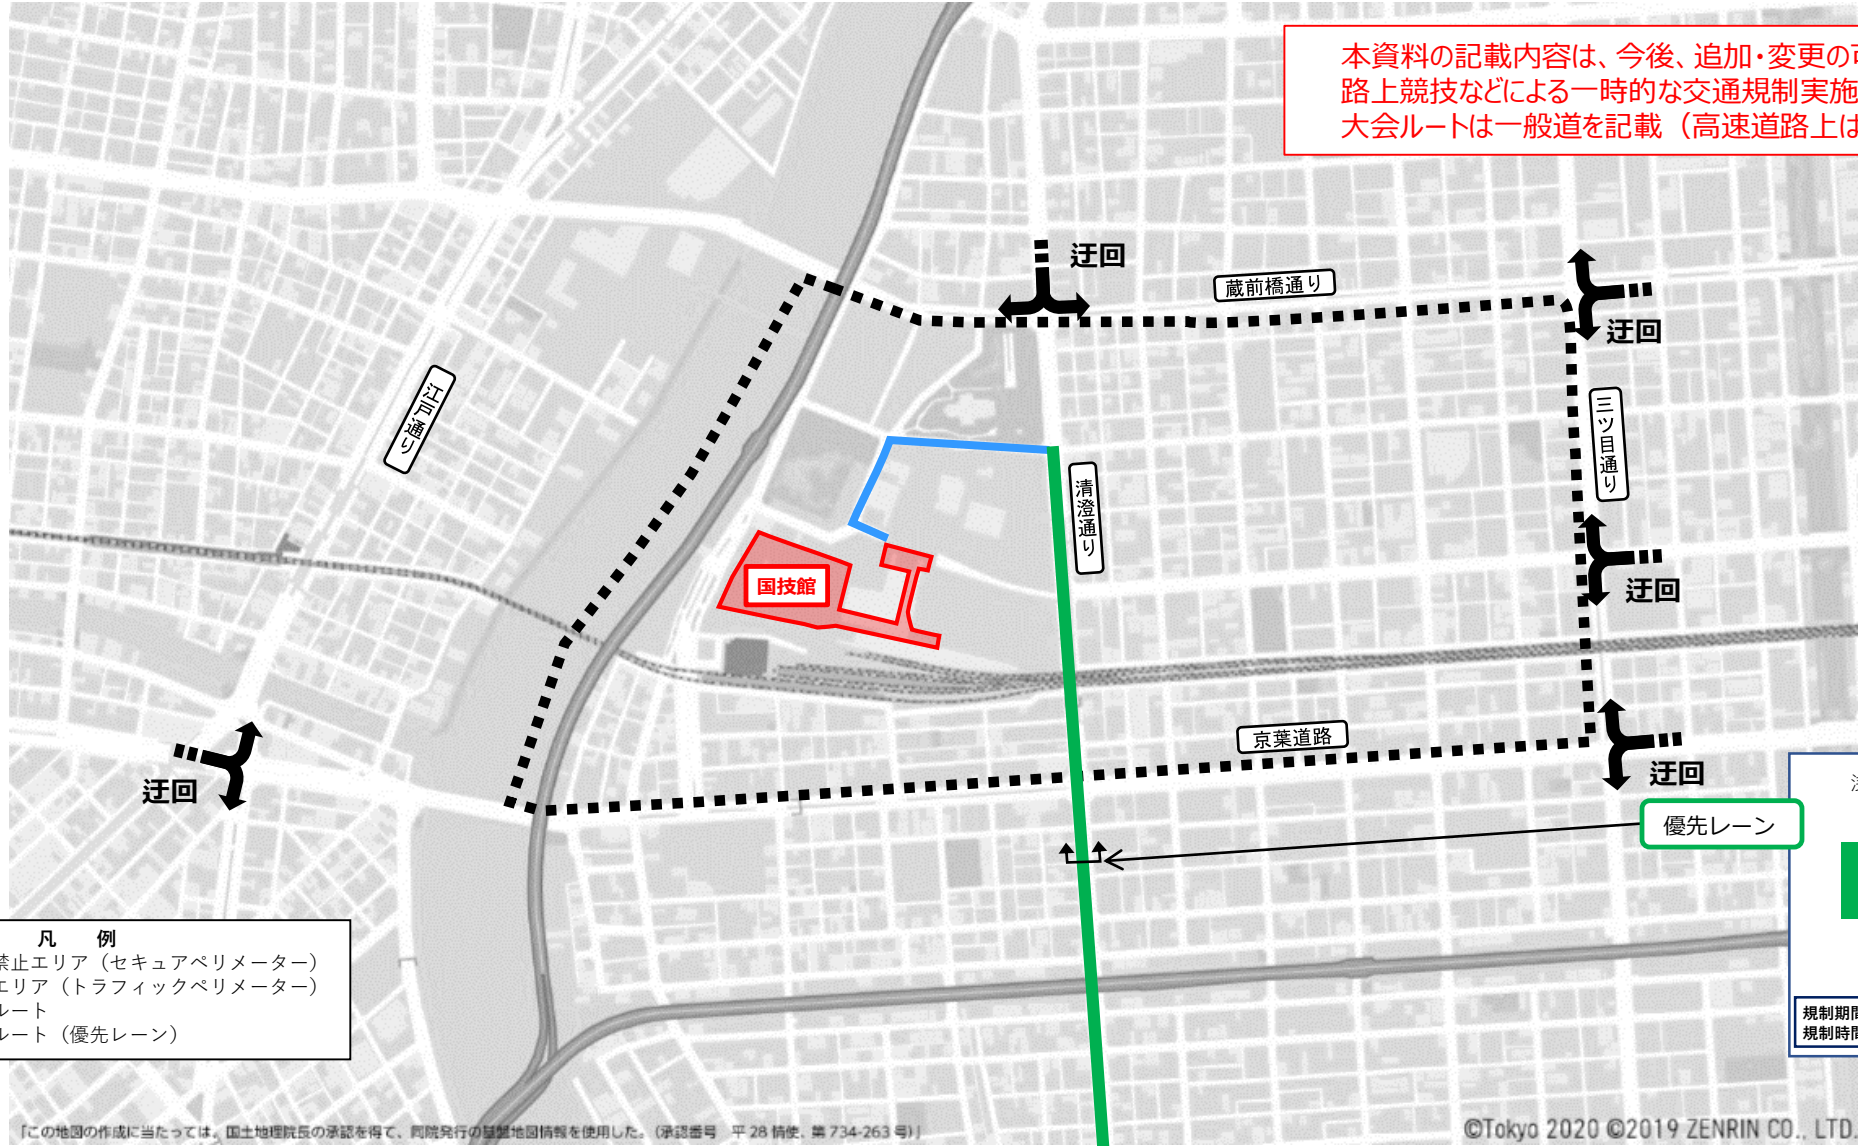 本資料の記載内容は、今後、追加・変更の
路上競技などによる一時的な交通規制実施
大会ルートは一般道を記載（高速道路上は
迂回
蔵前橋通り
迂回
江戸通り
三ツ目通り
清澄通り
国技館
迂回
京葉道路
迂回
迂回
優先レーン
凡　例
禁止エリア（セキュアペリメーター）
エリア（トラフィックペリメーター）
ルート
ルート（優先レーン）
規制期間
規制時間
「この地図の作成に当たっては、国土地理院長の承認を得て、同院発行の基盤地図情報を使用した。（承認番号　平 28 情使、第 734-263 号）」
©Tokyo 2020 ©2019 ZENRIN CO., LTD.